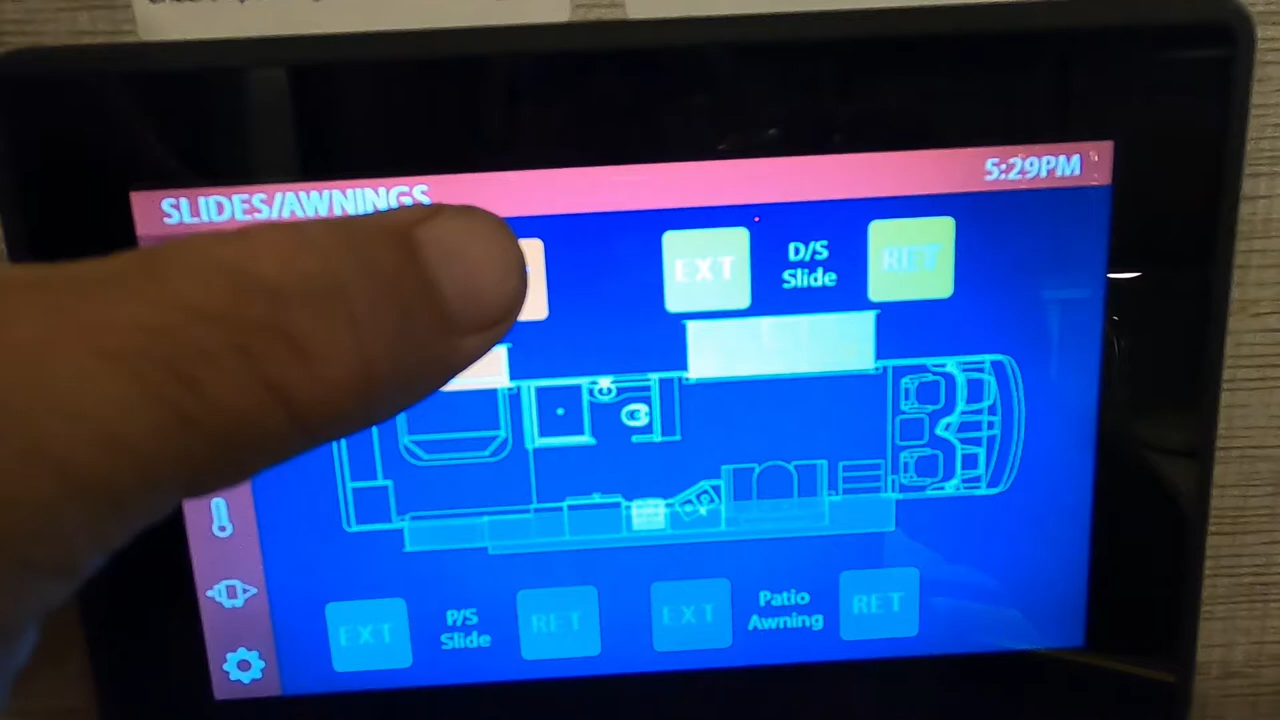 SLIDES/AWNINGS
5:29PM
EXT
D/S
Slide
RET
EXT
P/S
Slide
RET
EXT
Patio
Awning
RET